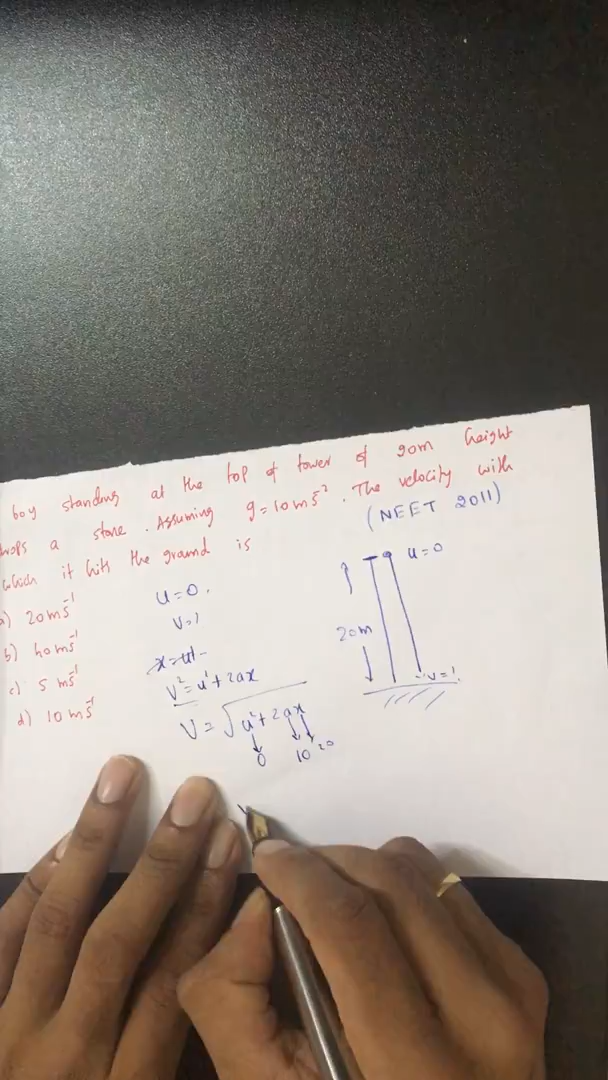 boy standing at the top of tower of 20m height
drops a stone. Assuming g = 10 ms⁻². The velocity with
which it hits the ground is
(NEET 2011)
a) 20 ms⁻¹
b) 40 ms⁻¹
c) 5 ms⁻¹
d) 10 ms⁻¹
u = 0.
v = ?
x = ut
v² = u² + 2ax
v = √u² + 2ax
0 10 20
u = 0
20m
v = ?